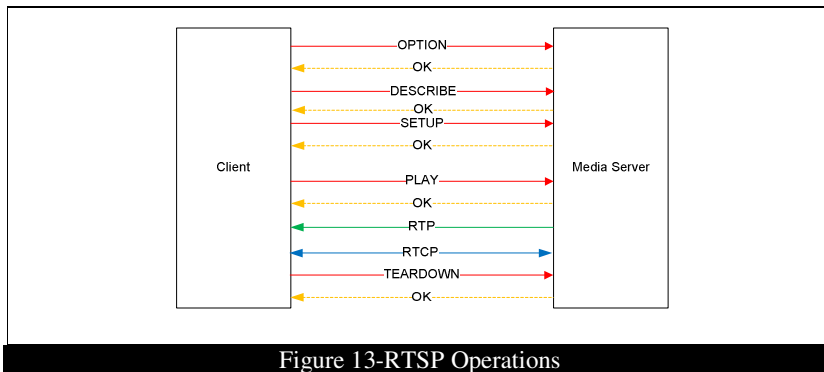 OPTION
OK
DESCRIBE
OK
SETUP
OK
Client
Media Server
PLAY
OK
RTP
RTCP
TEARDOWN
OK
Figure 13-RTSP Operations